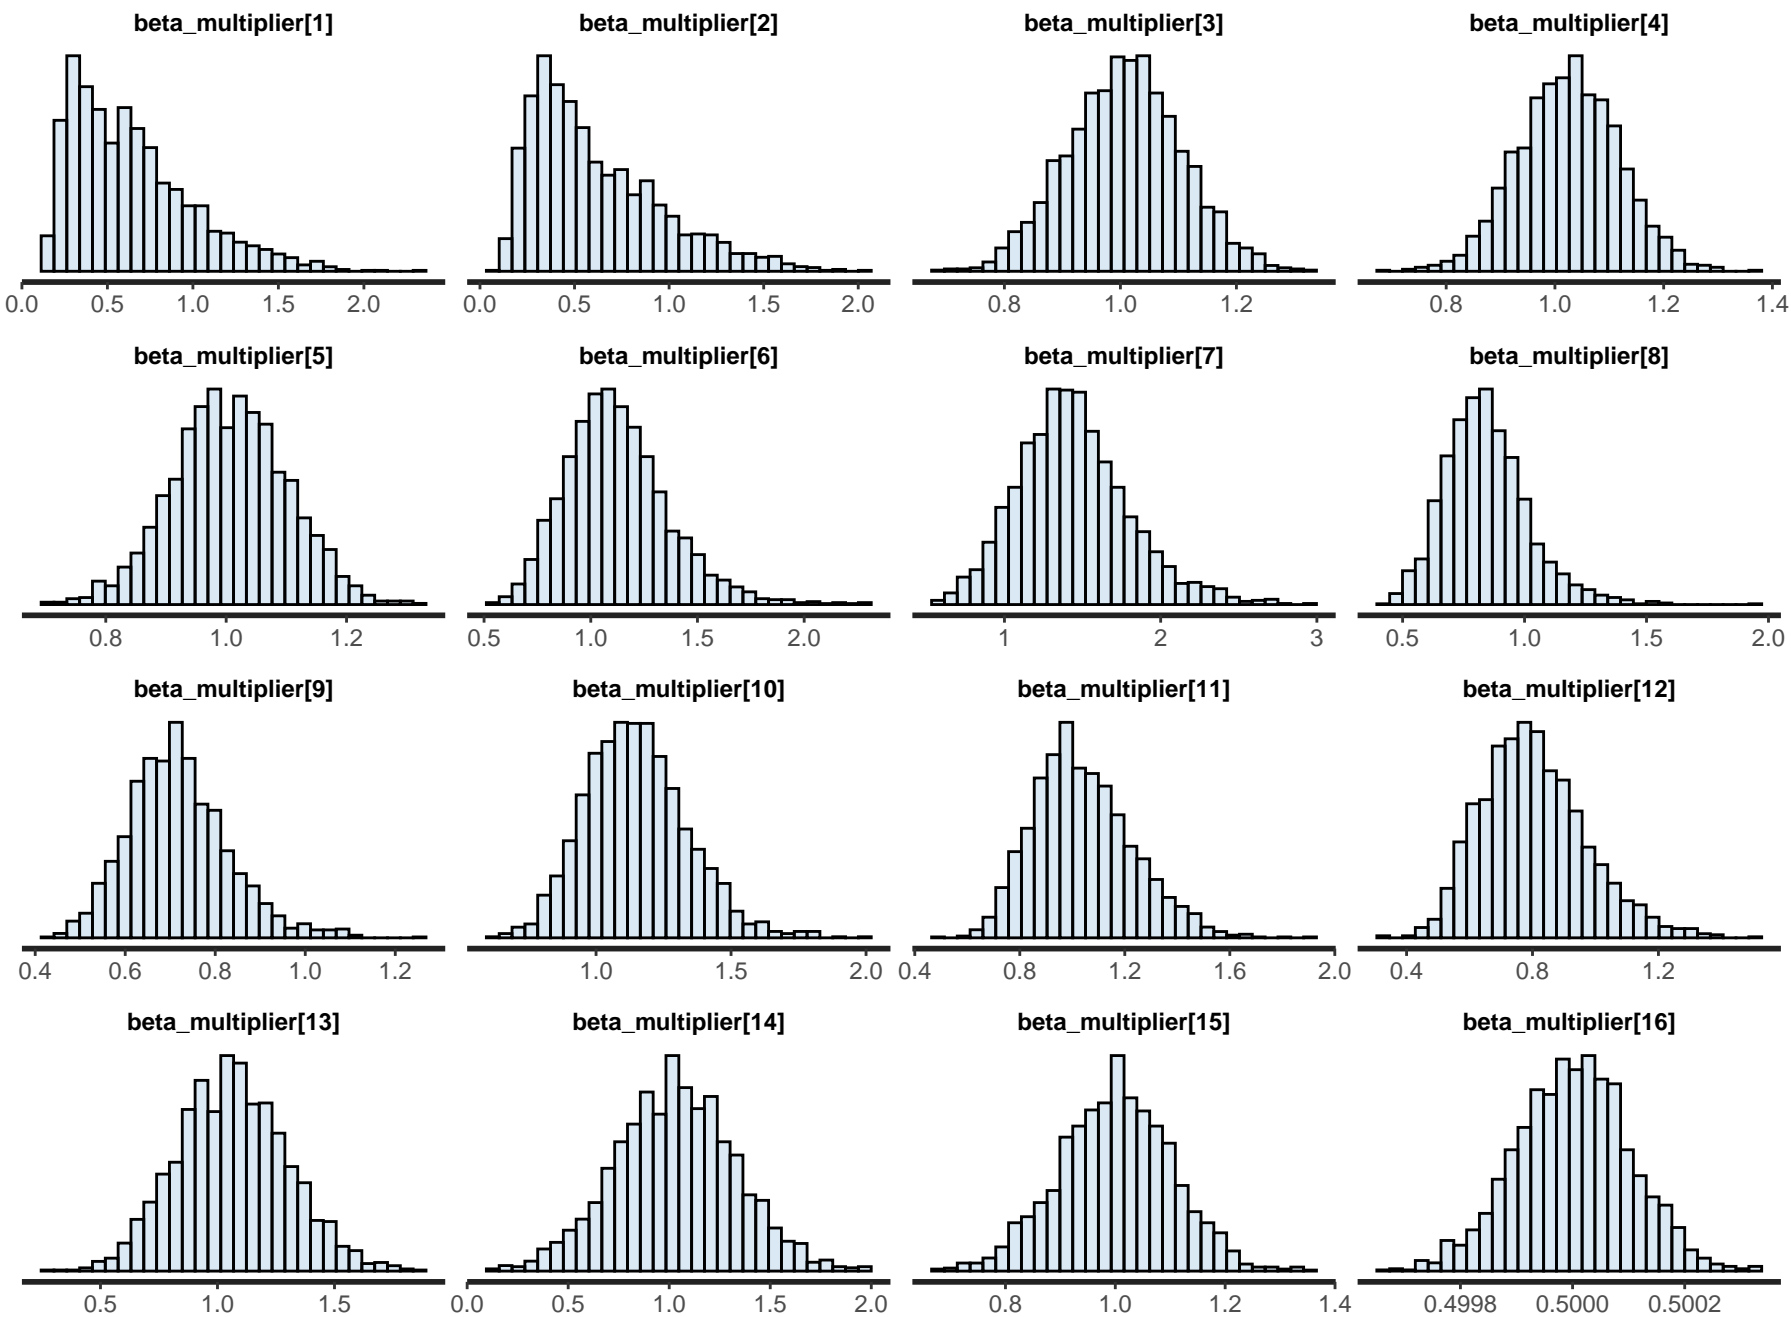 beta_multiplier[1] beta_multiplier[2] beta_multiplier[3] beta_multiplier[4]
0.0 0.5 1.0 1.5 2.0 0.0 0.5 1.0 1.5 2.0 0.8 1.0 1.2 0.8 1.0 1.2 1.4
beta_multiplier[5] beta_multiplier[6] beta_multiplier[7] beta_multiplier[8]
0.8 1.0 1.2 0.5 1.0 1.5 2.0 1 2 3 0.5 1.0 1.5 2.0
beta_multiplier[9] beta_multiplier[10] beta_multiplier[11] beta_multiplier[12]
0.4 0.6 0.8 1.0 1.2 1.0 1.5 2.0 0.4 0.8 1.2 1.6 2.0 0.4 0.8 1.2
beta_multiplier[13] beta_multiplier[14] beta_multiplier[15] beta_multiplier[16]
0.5 1.0 1.5 0.0 0.5 1.0 1.5 2.0 0.8 1.0 1.2 1.4 0.4998 0.5000 0.5002